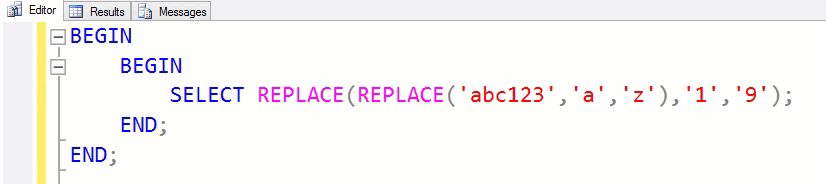 Editor Results Messages
BEGIN
BEGIN
SELECT REPLACE(REPLACE('abc123','a','z'),'1','9');
END;
END;